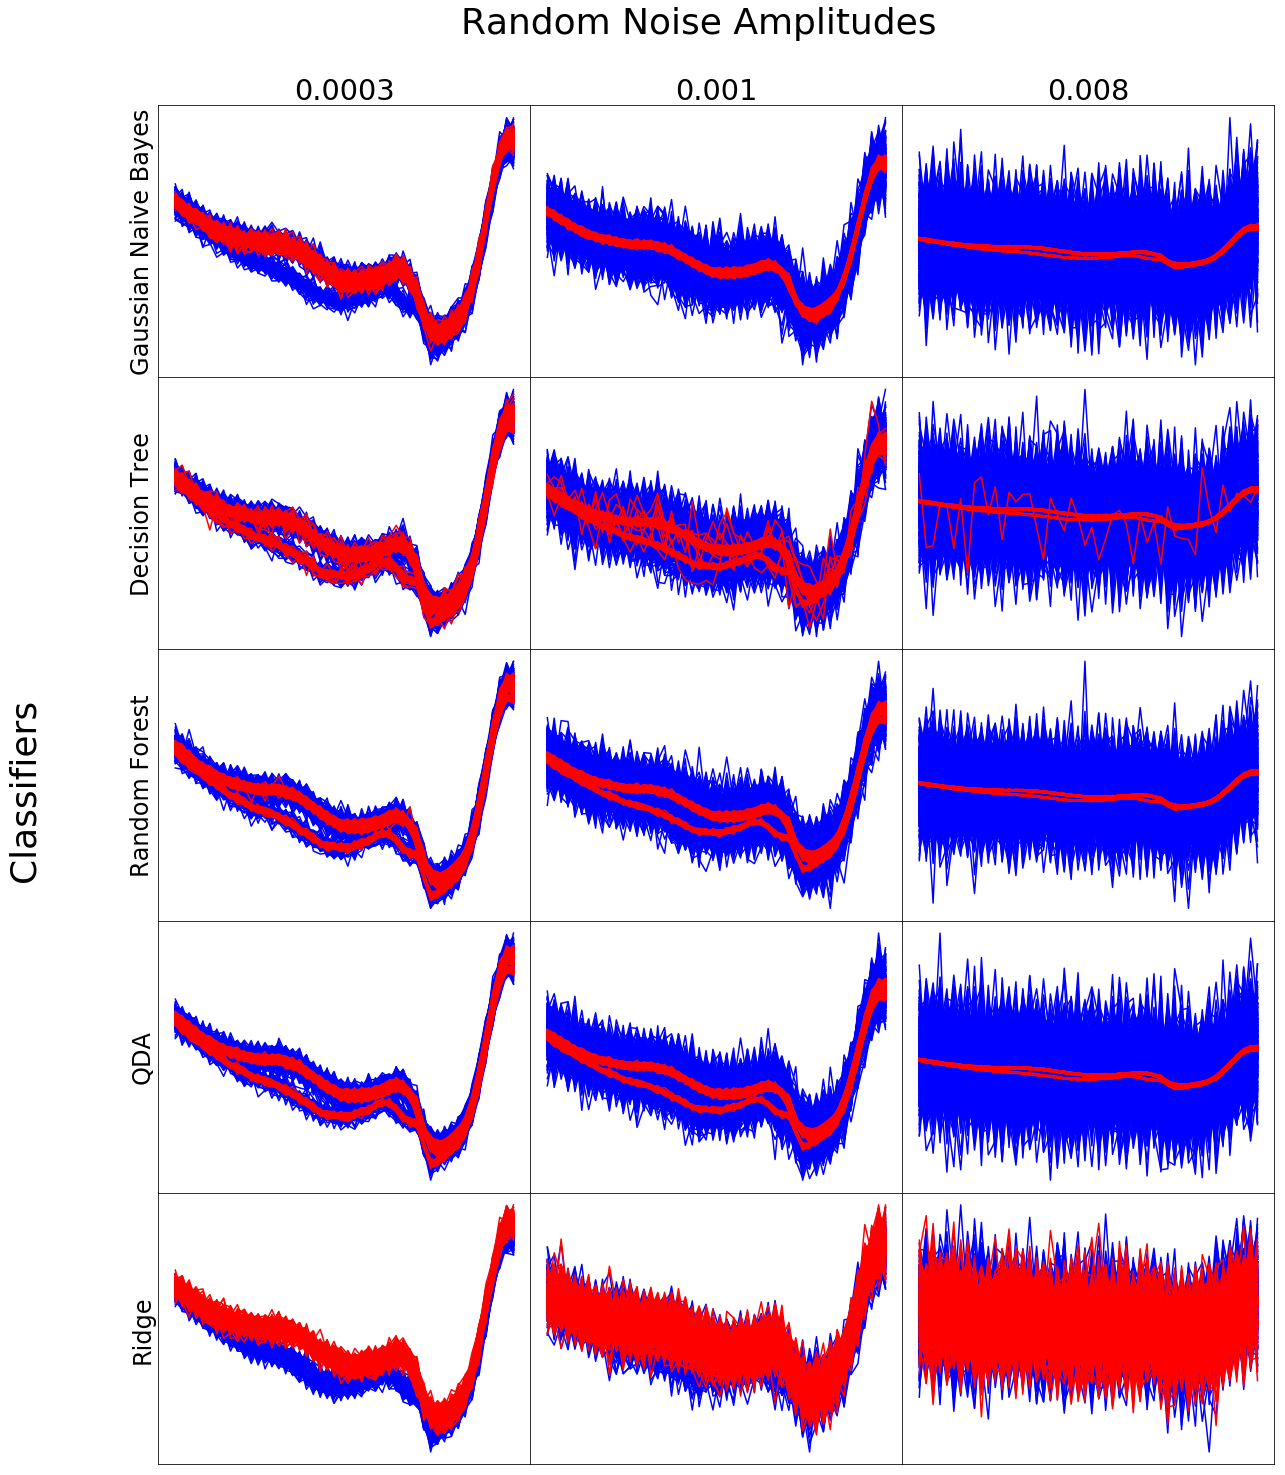 Random Noise Amplitudes
0.0003
0.001
0.008
Classifiers
Gaussian Naive Bayes
Decision Tree
Random Forest
QDA
Ridge